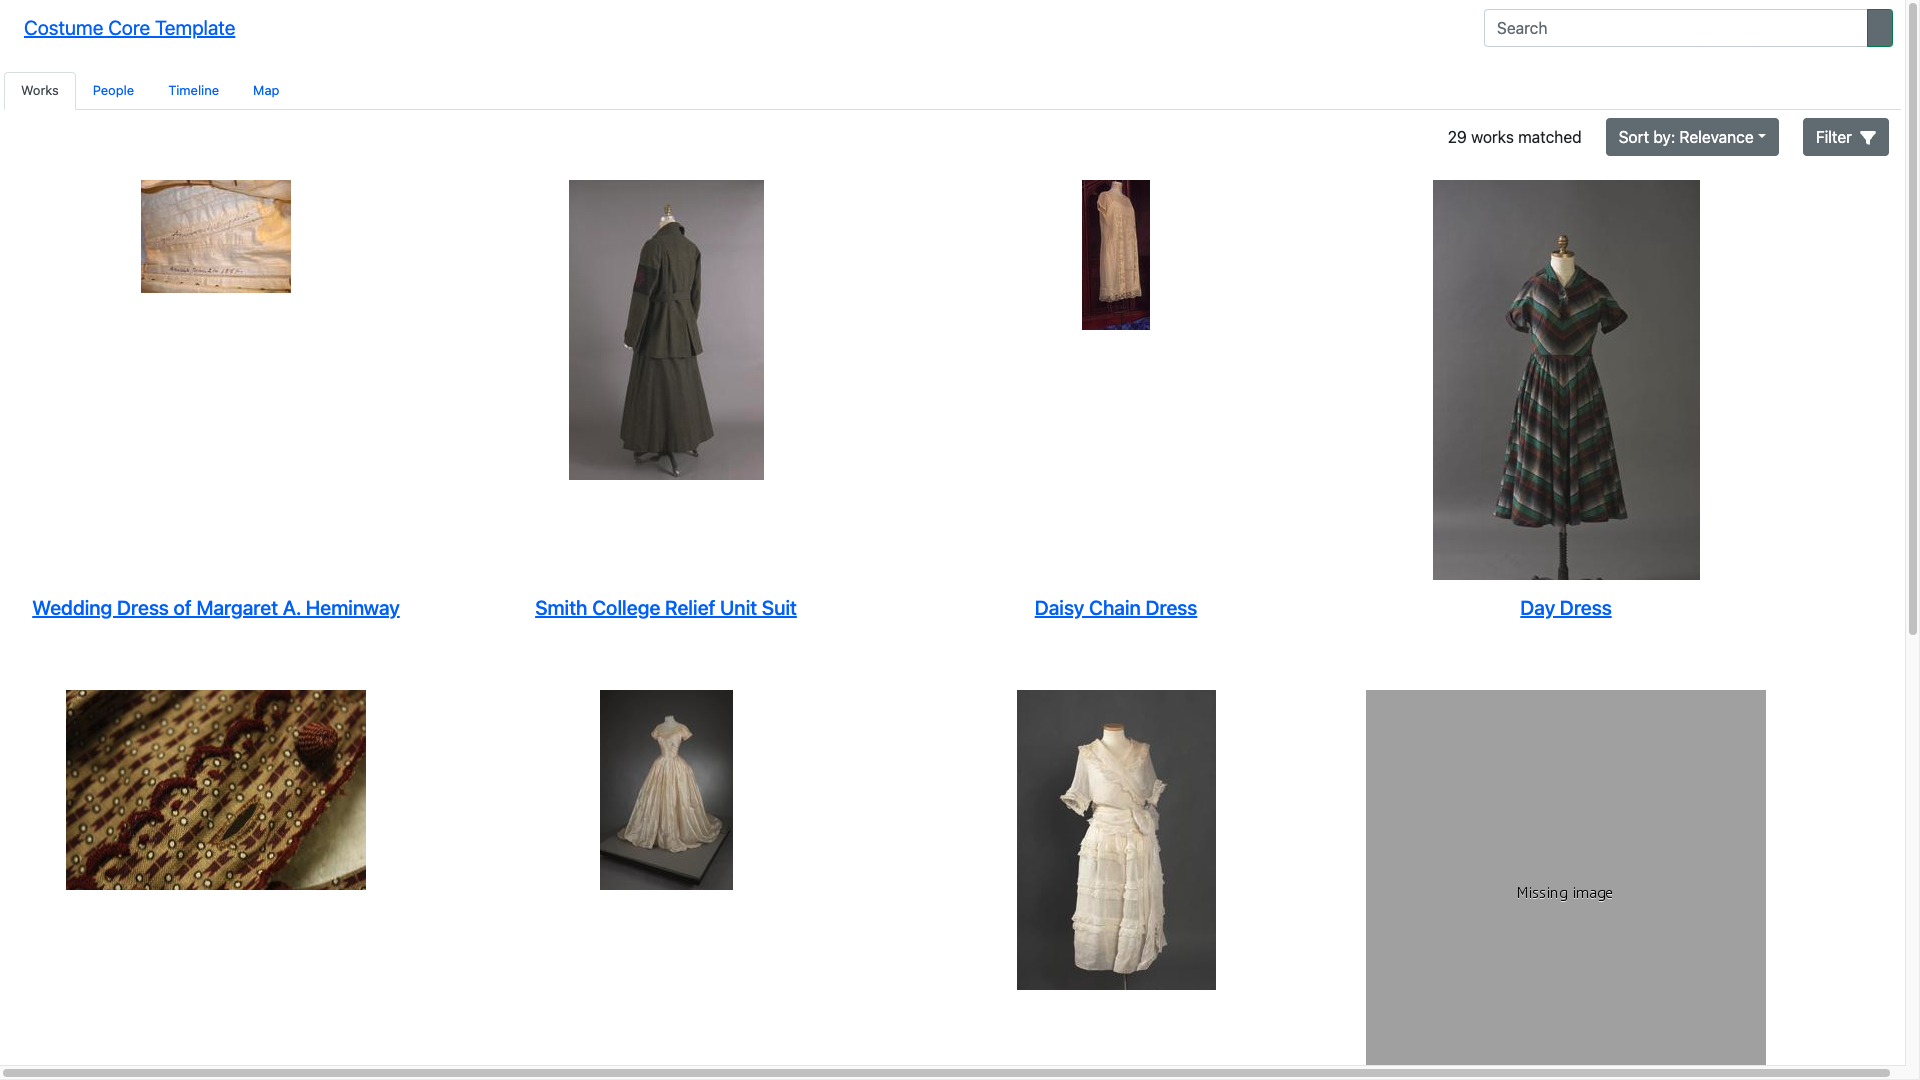 Costume Core Template
Search
Works
People
Timeline
Map
29 works matched
Sort by: Relevance
Filter
Wedding Dress of Margaret A. Heminway
Smith College Relief Unit Suit
Daisy Chain Dress
Day Dress
Missing image